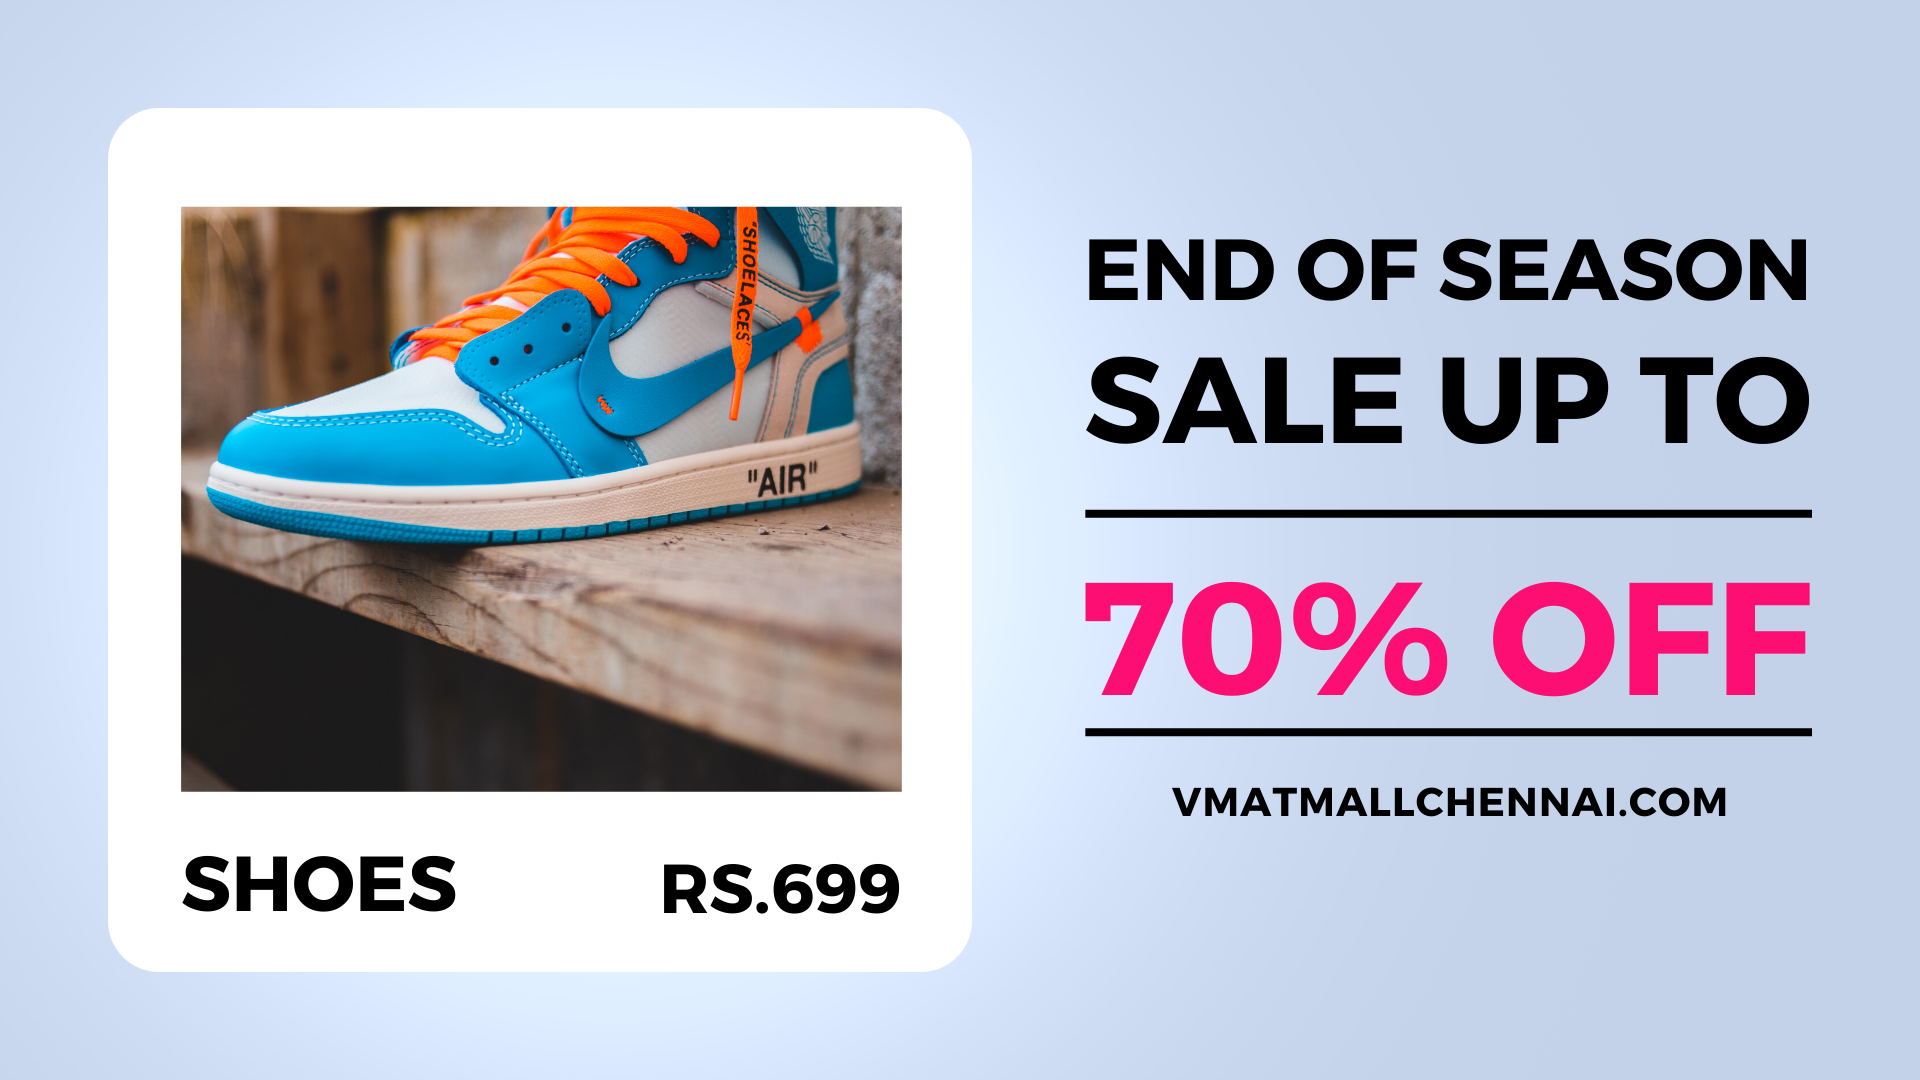 "SHOELACES"
"AIR"
SHOES
RS.699
END OF SEASON
SALE UP TO
70% OFF
VMATMALLCHENNAI.COM